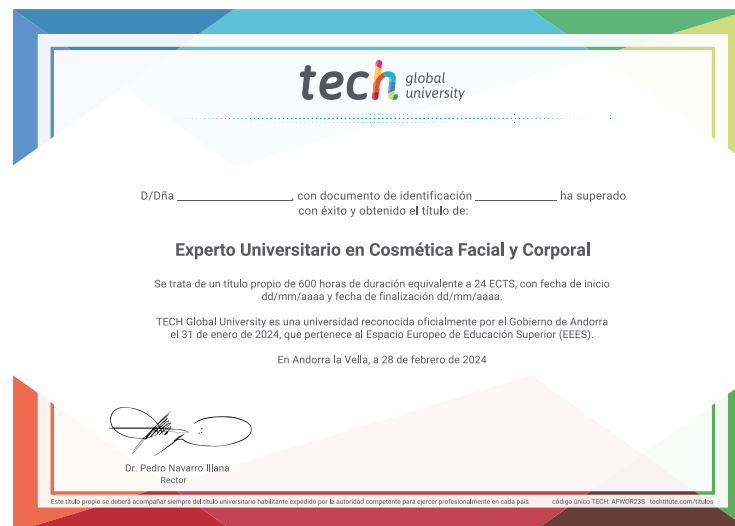 tech global university
D/Dña ____________________, con documento de identificación ______________ ha superado
con éxito y obtenido el título de:
Experto Universitario en Cosmética Facial y Corporal
Se trata de un título propio de 600 horas de duración equivalente a 24 ECTS, con fecha de inicio
dd/mm/aaaa y fecha de finalización dd/mm/aaaa.
TECH Global University es una universidad reconocida oficialmente por el Gobierno de Andorra
el 31 de enero de 2024, que pertenece al Espacio Europeo de Educación Superior (EEES).
En Andorra la Vella, a 28 de febrero de 2024
Dr. Pedro Navarro Illana
Rector
Este título propio se deberá acompañar siempre del título universitario habilitante expedido por la autoridad competente para ejercer profesionalmente en cada país. código único TECH: AFWOR23S techtitute.com/titulos